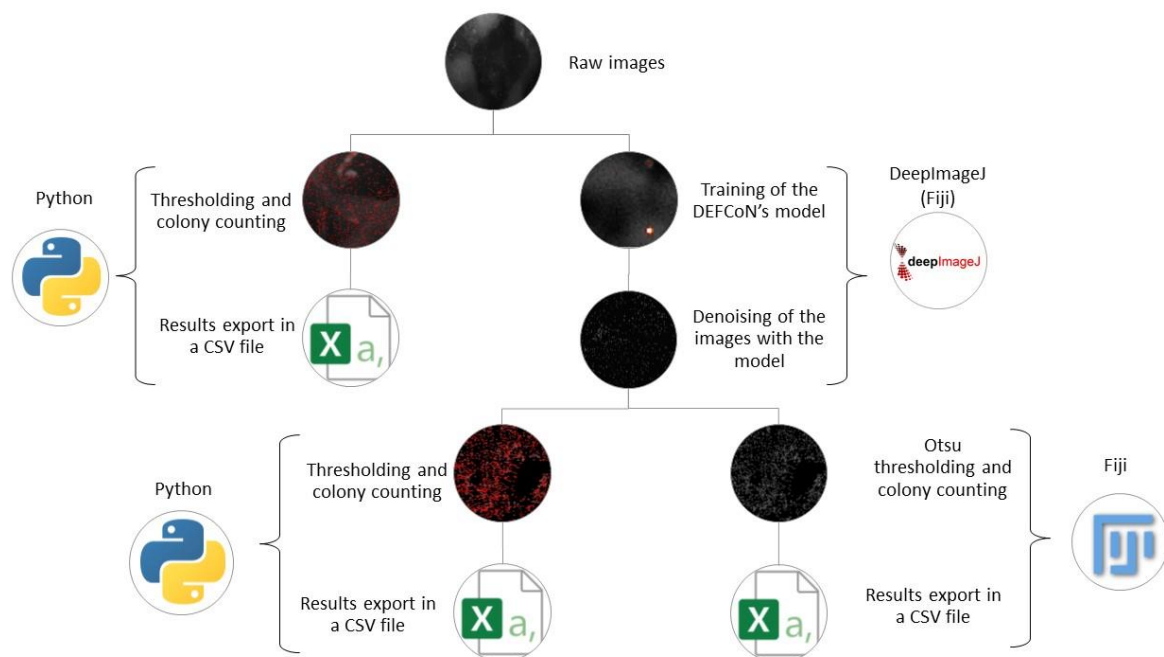 Raw images
Python
Thresholding and
colony counting
Training of the
DEFCoN's model
DeepImageJ
(Fiji)
deepImageJ
Results export in
a CSV file
X a,
Denoising of the
images with the
model
Python
Thresholding and
colony counting
Otsu
thresholding and
colony counting
Fiji
Results export in
a CSV file
X a,
X a,
Results export in
a CSV file